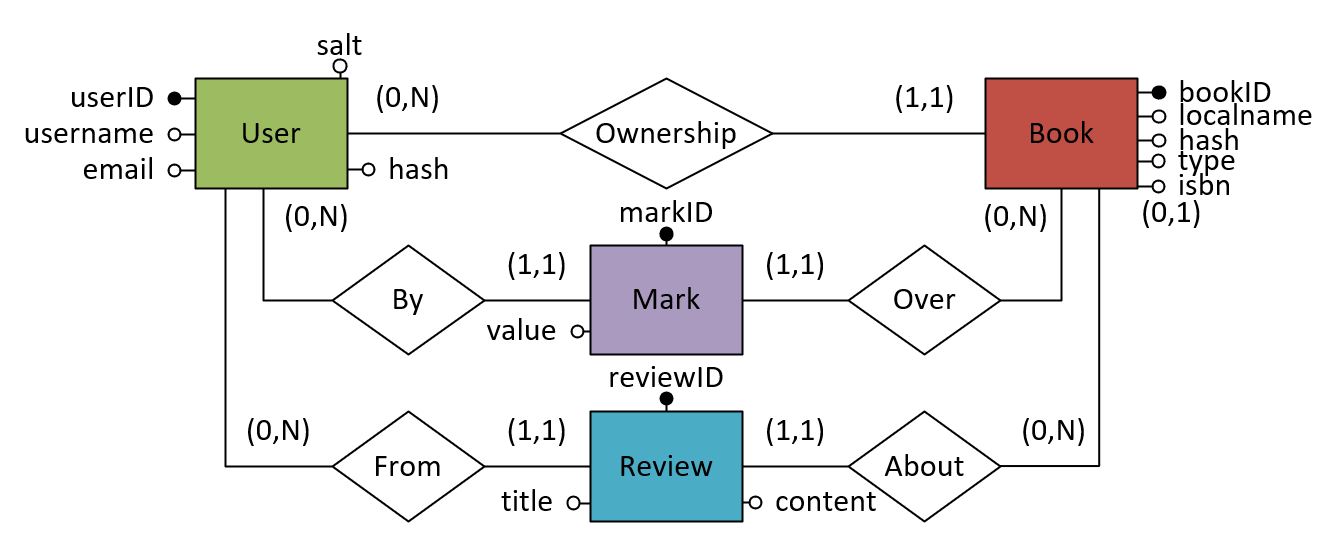 salt
userID
username
email
User
hash
(0,N)
Ownership
(1,1)
Book
bookID
localname
hash
type
isbn
(0,1)
(0,N)
By
(1,1)
markID
Mark
value
(1,1)
Over
(0,N)
(0,N)
From
(1,1)
reviewID
Review
title
content
(1,1)
About
(0,N)